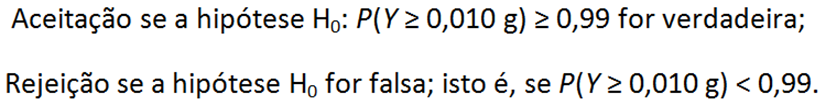 Aceitação se a hipótese H₀: P(Y ≥ 0,010 g) ≥ 0,99 for verdadeira;
Rejeição se a hipótese H₀ for falsa; isto é, se P(Y ≥ 0,010 g) < 0,99.